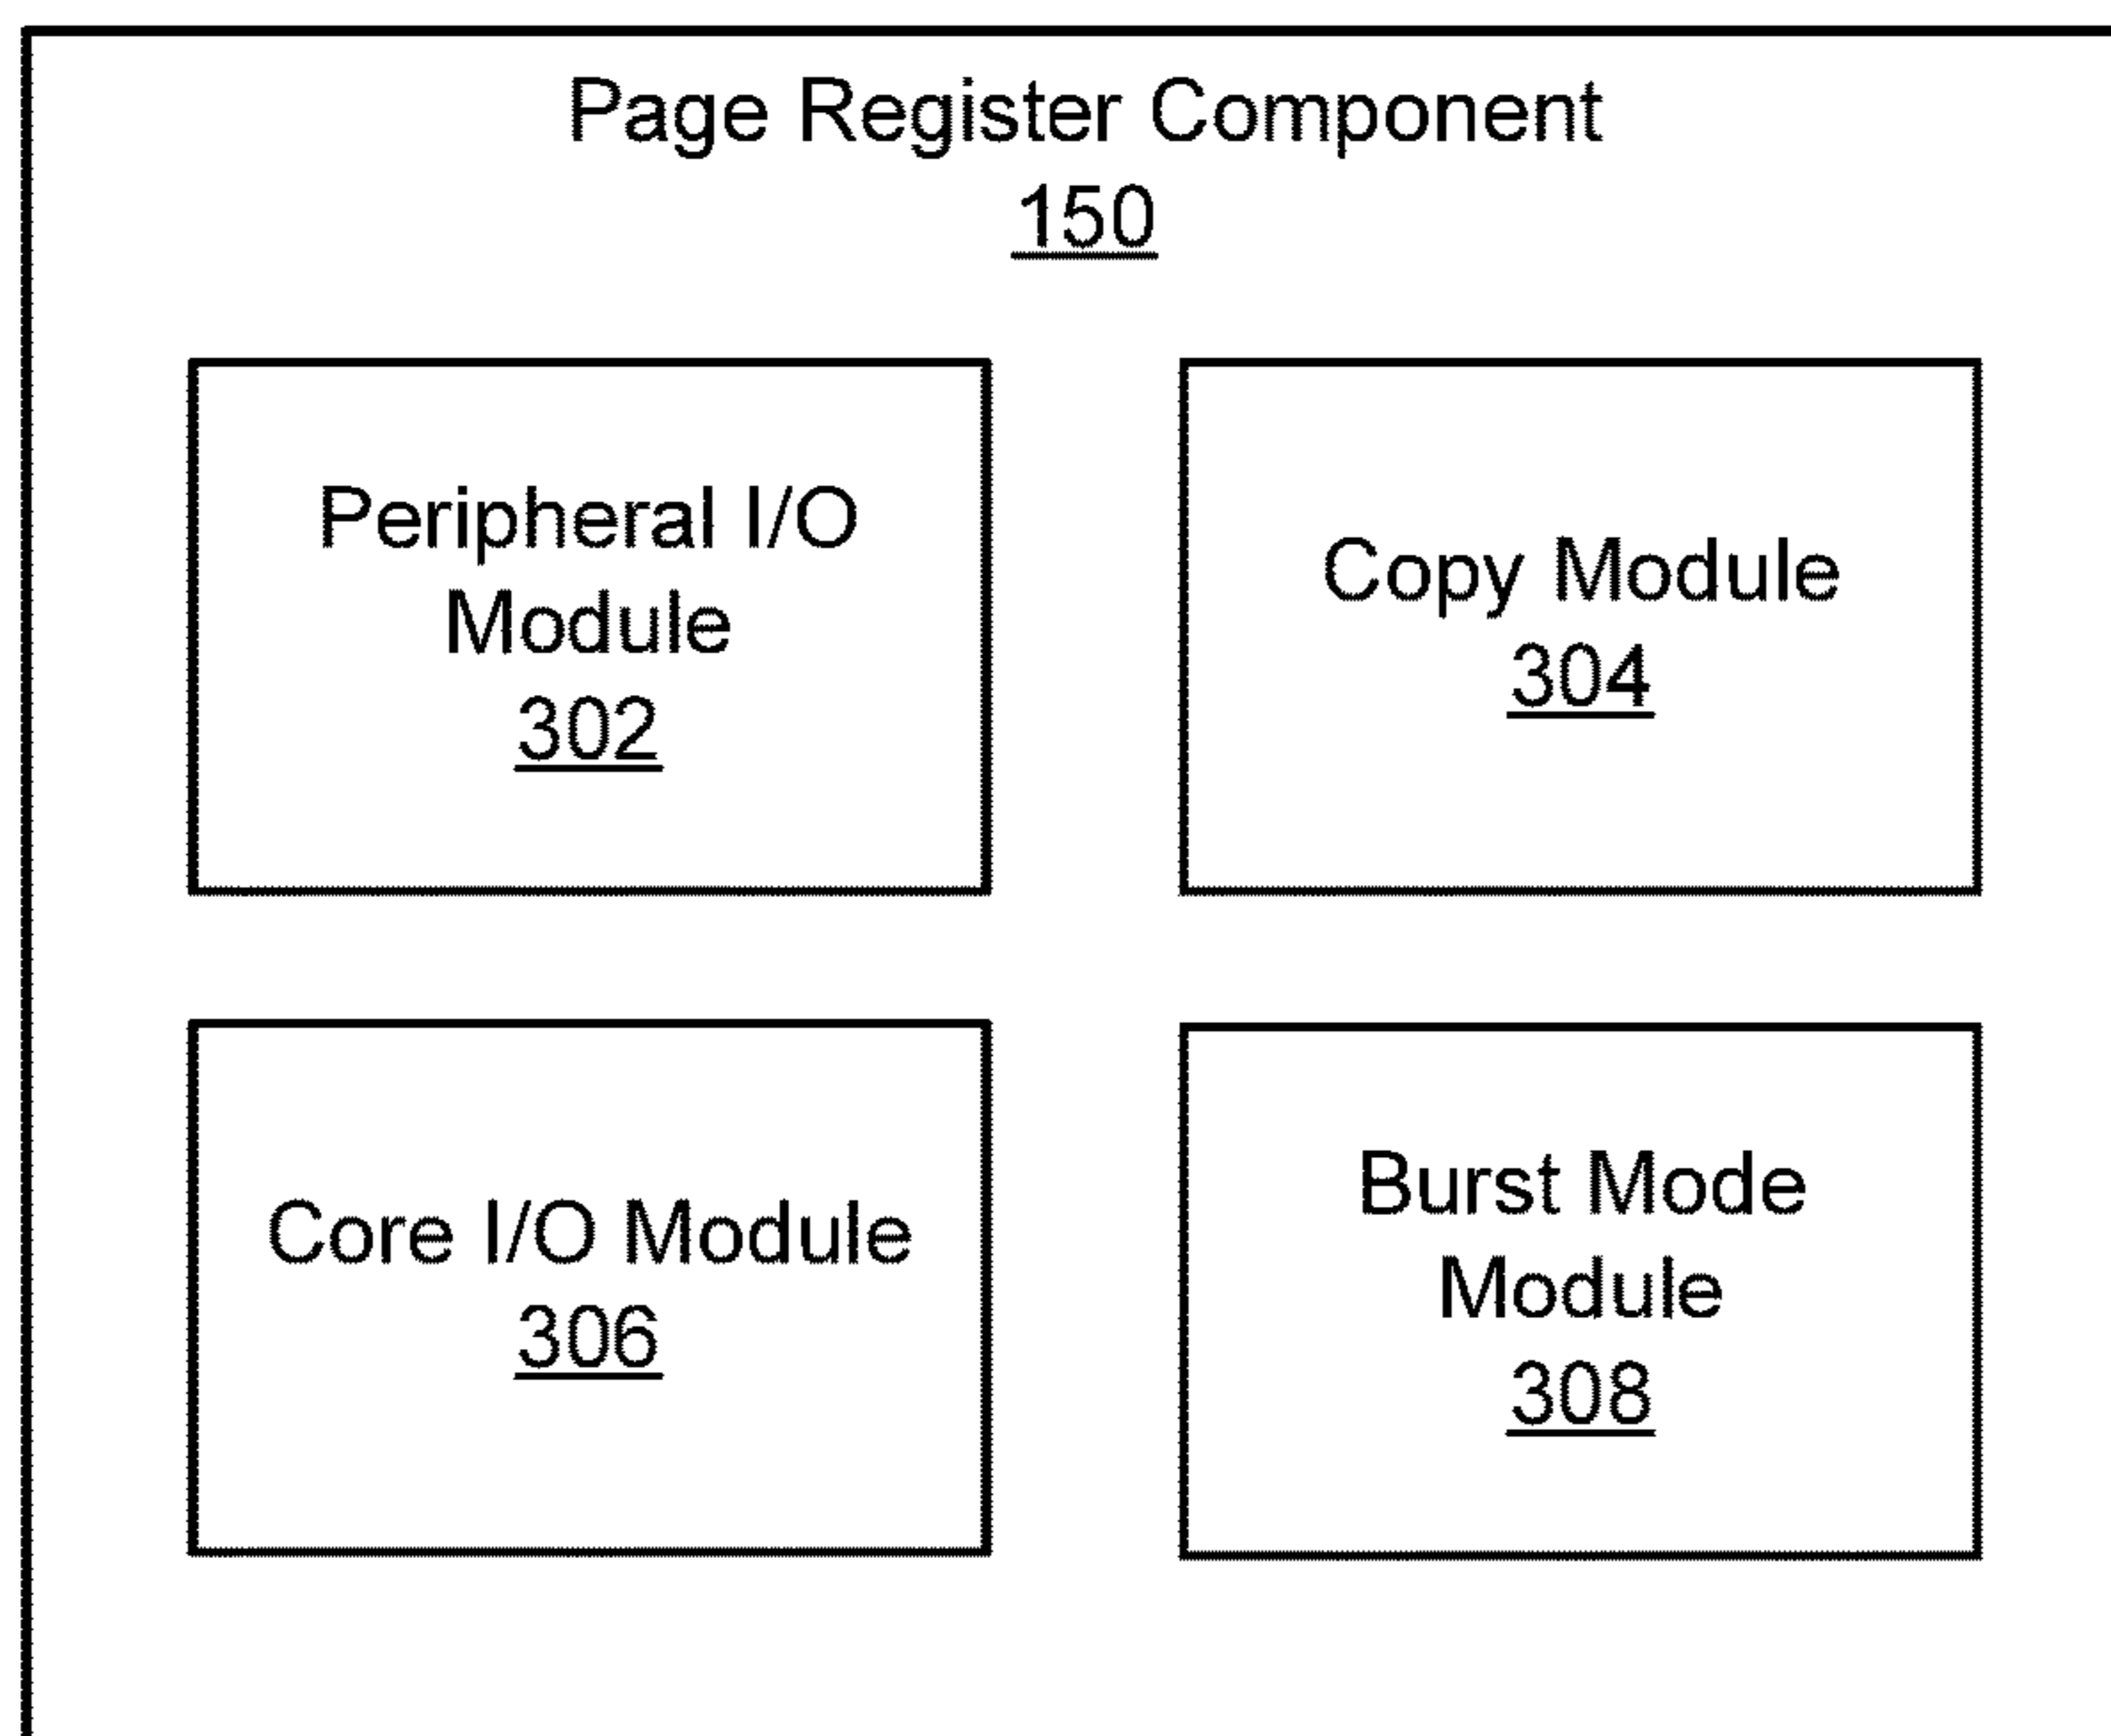 Page Register Component
150
Peripheral I/O
Module
302
Copy Module
304
Core I/O Module
306
Burst Mode
Module
308